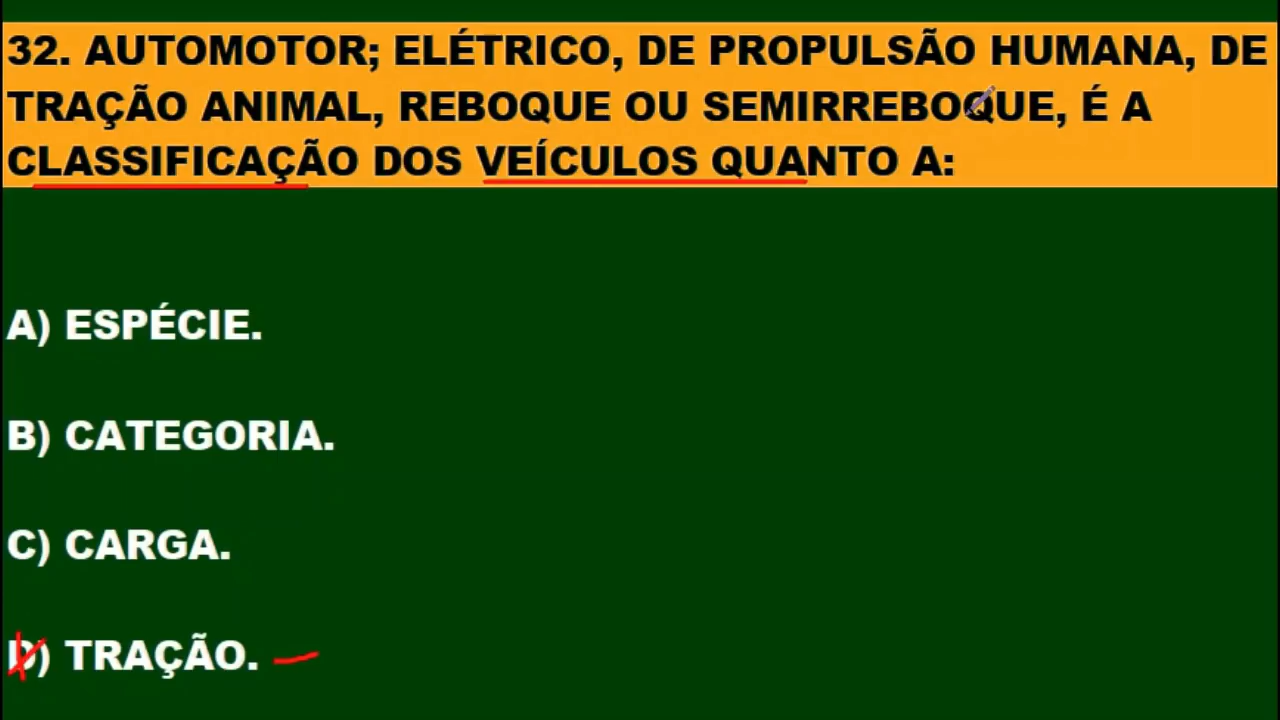 32. AUTOMOTOR; ELÉTRICO, DE PROPULSÃO HUMANA, DE
TRAÇÃO ANIMAL, REBOQUE OU SEMIRREBOQUE, É A
CLASSIFICAÇÃO DOS VEÍCULOS QUANTO A:
A) ESPÉCIE.
B) CATEGORIA.
C) CARGA.
D) TRAÇÃO.